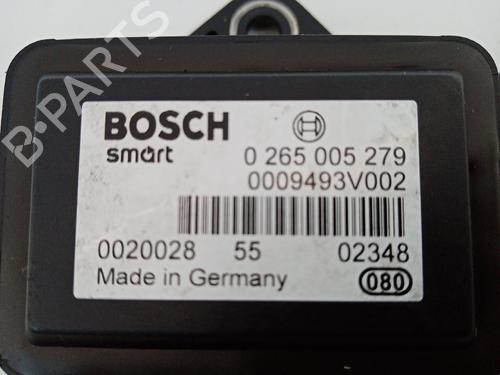 B-PARTS
BOSCH
smart 0 265 005 279
0009493V002
0020028 55 02348
Made in Germany 080